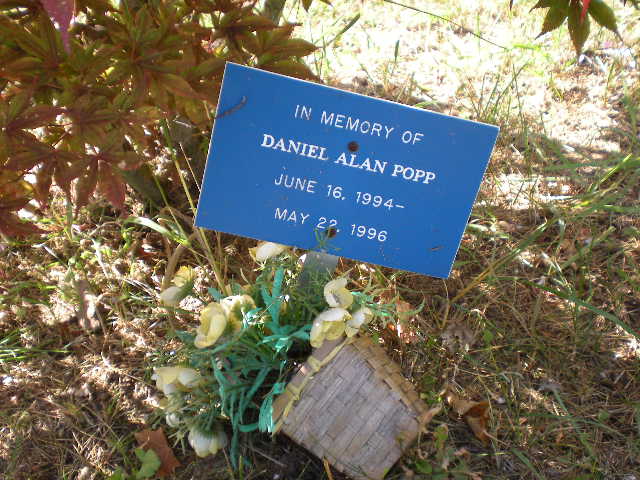 IN MEMORY OF
DANIEL ALAN POPP
JUNE 16, 1994-
MAY 22, 1996